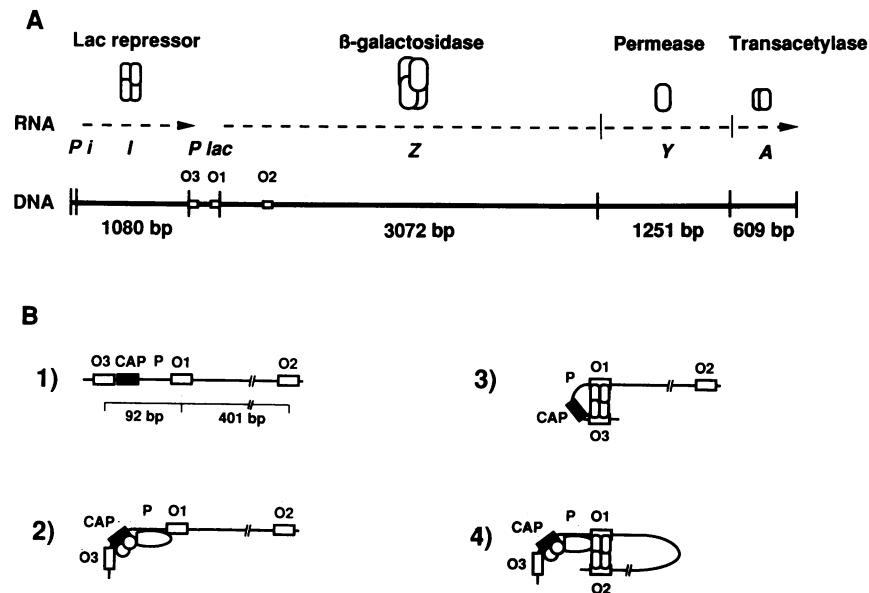 A
Lac repressor ß-galactosidase Permease Transacetylase
RNA
P i I P lac Z Y A
O3 O1 O2
DNA
1080 bp 3072 bp 1251 bp 609 bp
B
1) O3 CAP P O1 O2
92 bp 401 bp
3) P O1 O2
CAP
O3
2) CAP P O1 O2
O3
4) CAP P O1
O3
O2